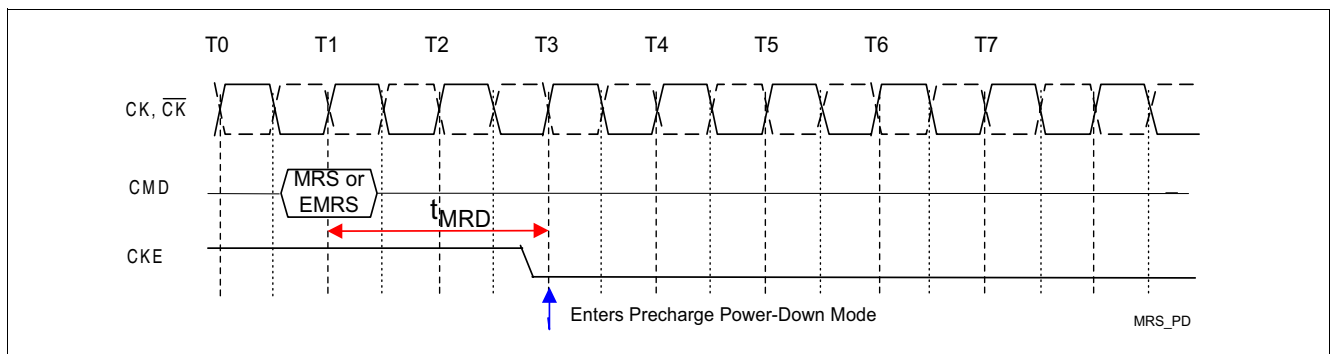 T0 T1 T2 T3 T4 T5 T6 T7
CK, C̅K̅
CMD
MRS or
EMRS
tMRD
CKE
Enters Precharge Power-Down Mode
MRS_PD